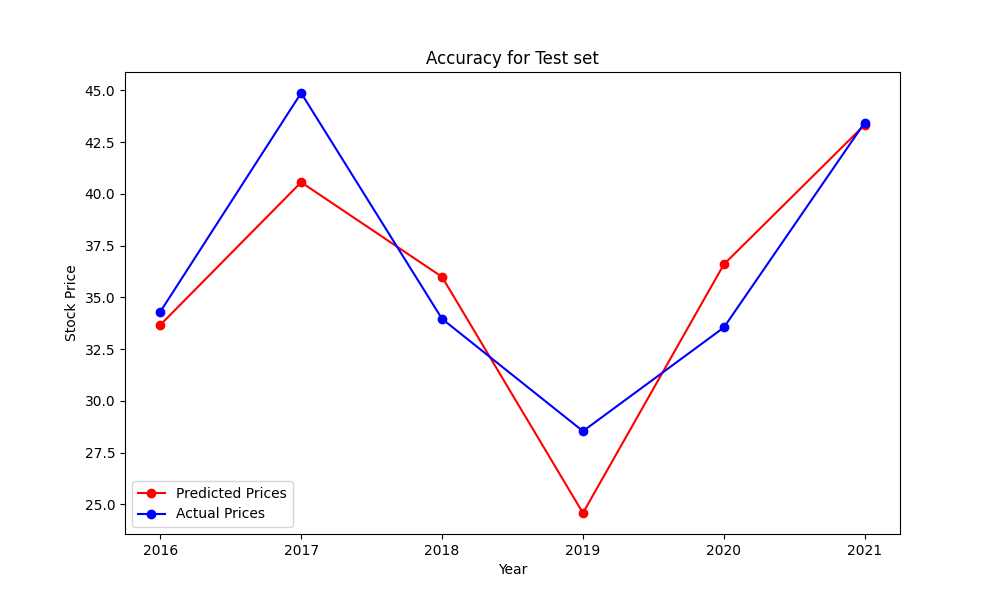 Accuracy for Test set
45.0
42.5
40.0
37.5
35.0
32.5
30.0
27.5
25.0
Stock Price
Predicted Prices
Actual Prices
2016 2017 2018 2019 2020 2021
Year